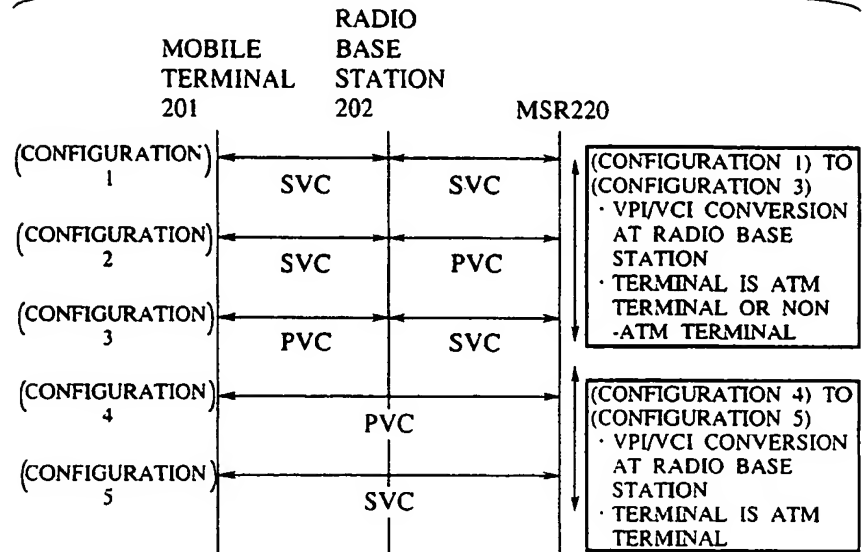 MOBILE TERMINAL 201
RADIO BASE STATION 202
MSR220
(CONFIGURATION 1)
SVC
SVC
(CONFIGURATION 2)
SVC
PVC
(CONFIGURATION 3)
PVC
SVC
(CONFIGURATION 4)
PVC
(CONFIGURATION 5)
SVC
(CONFIGURATION 1) TO
(CONFIGURATION 3)
· VPI/VCI CONVERSION
AT RADIO BASE
STATION
· TERMINAL IS ATM
TERMINAL OR NON
-ATM TERMINAL
(CONFIGURATION 4) TO
(CONFIGURATION 5)
· VPI/VCI CONVERSION
AT RADIO BASE
STATION
· TERMINAL IS ATM
TERMINAL